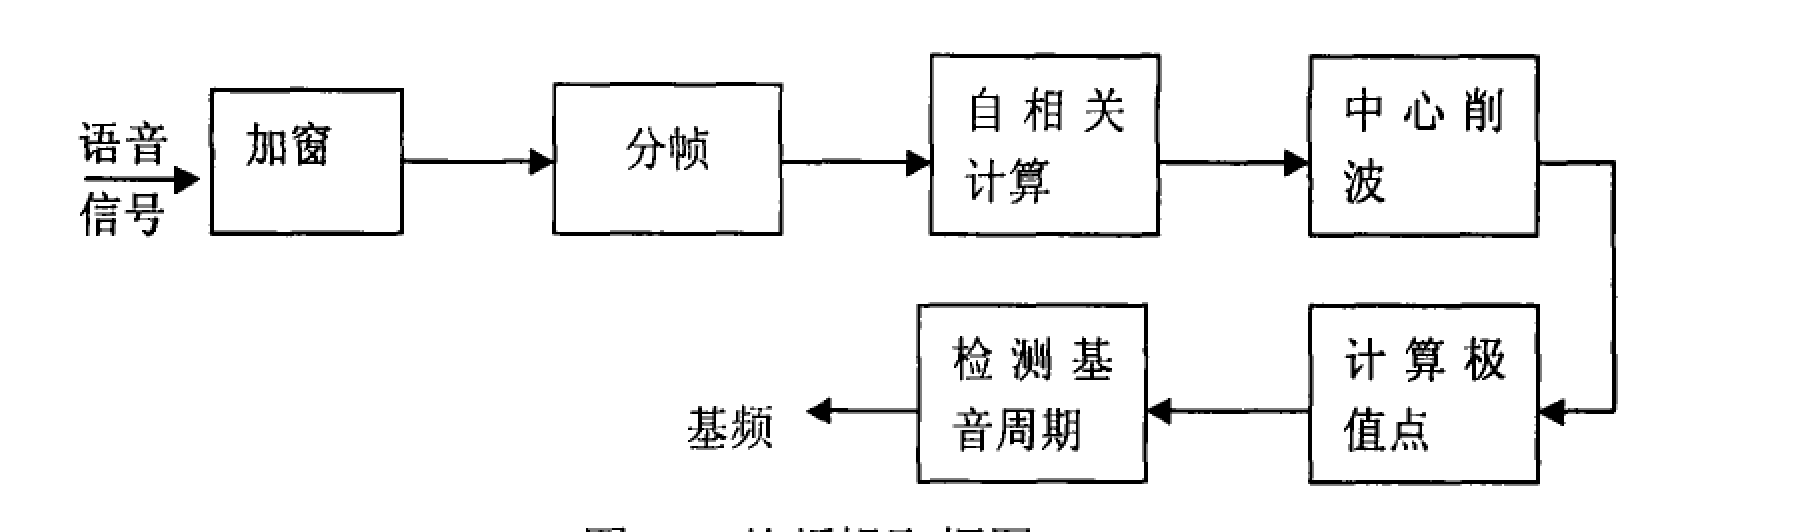 语音
信号
加窗
分帧
自相关
计算
中心削
波
计算极
值点
检测基
音周期
基频